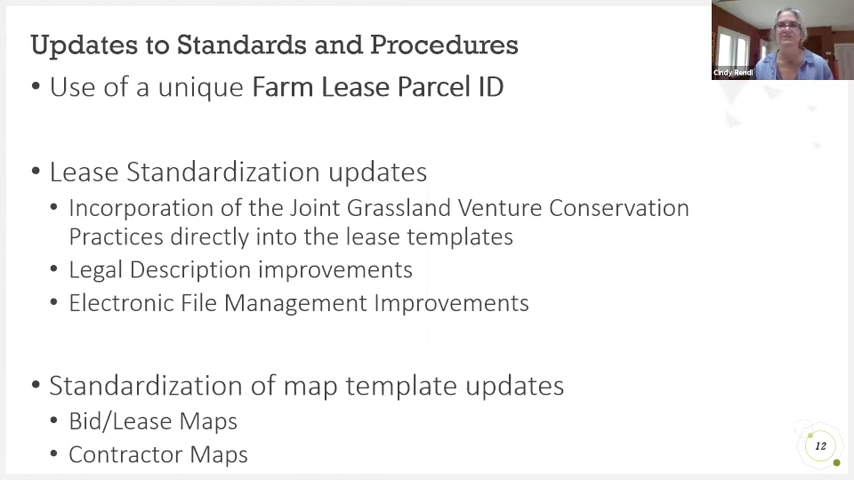 Updates to Standards and Procedures
• Use of a unique Farm Lease Parcel ID
• Lease Standardization updates
• Incorporation of the Joint Grassland Venture Conservation
Practices directly into the lease templates
• Legal Description improvements
• Electronic File Management Improvements
• Standardization of map template updates
• Bid/Lease Maps
• Contractor Maps
Cindy Rendl
12